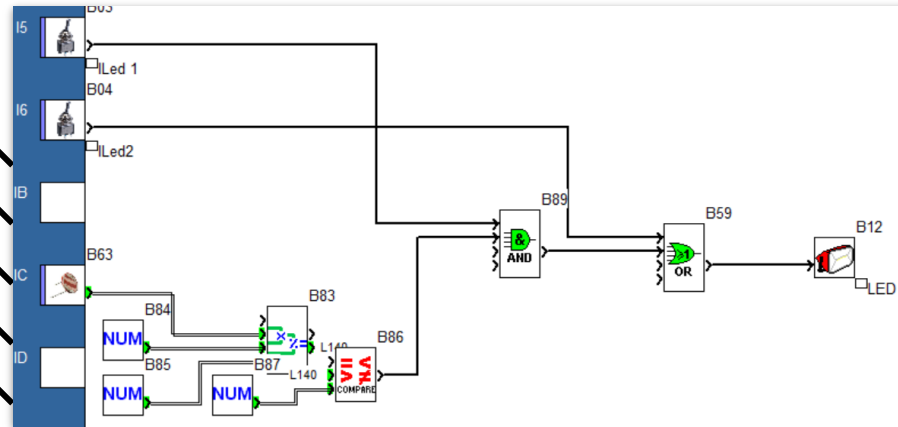 I5
B03
ILed 1
I6
B04
ILed2
IB
IC
B63
ID
B84
NUM
B85
NUM
B83
L140
B87
NUM
L140
B86
COMPARE
B89
&
AND
B59
≥1
OR
B12
LED